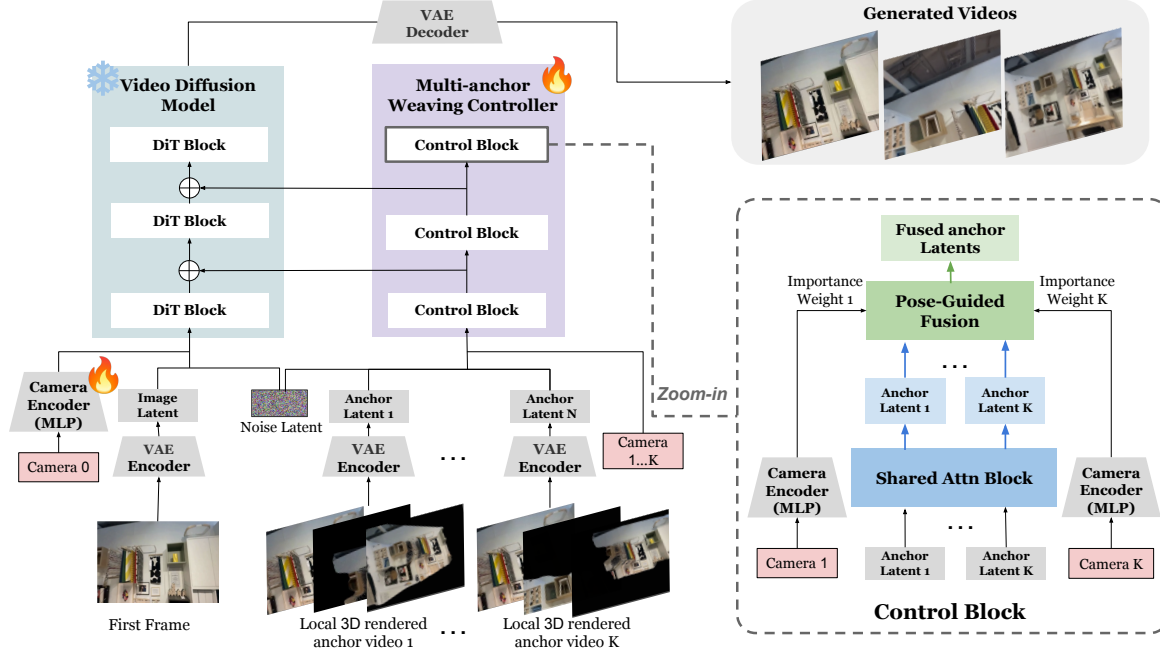 VAE
Decoder
Generated Videos
Video Diffusion
Model
DiT Block
DiT Block
DiT Block
Multi-anchor
Weaving Controller
Control Block
Control Block
Control Block
Camera
Encoder
(MLP)
Camera 0
Image
Latent
VAE
Encoder
First Frame
Noise Latent
Anchor
Latent 1
VAE
Encoder
...
Anchor
Latent N
VAE
Encoder
Camera
1...K
Local 3D rendered
anchor video 1
...
Local 3D rendered
anchor video K
Zoom-in
Fused anchor
Latents
Importance
Weight 1
Pose-Guided
Fusion
Importance
Weight K
...
Anchor
Latent 1
Anchor
Latent K
Camera
Encoder
(MLP)
Shared Attn Block
Camera
Encoder
(MLP)
...
Camera 1
Anchor
Latent 1
Anchor
Latent K
Camera K
Control Block